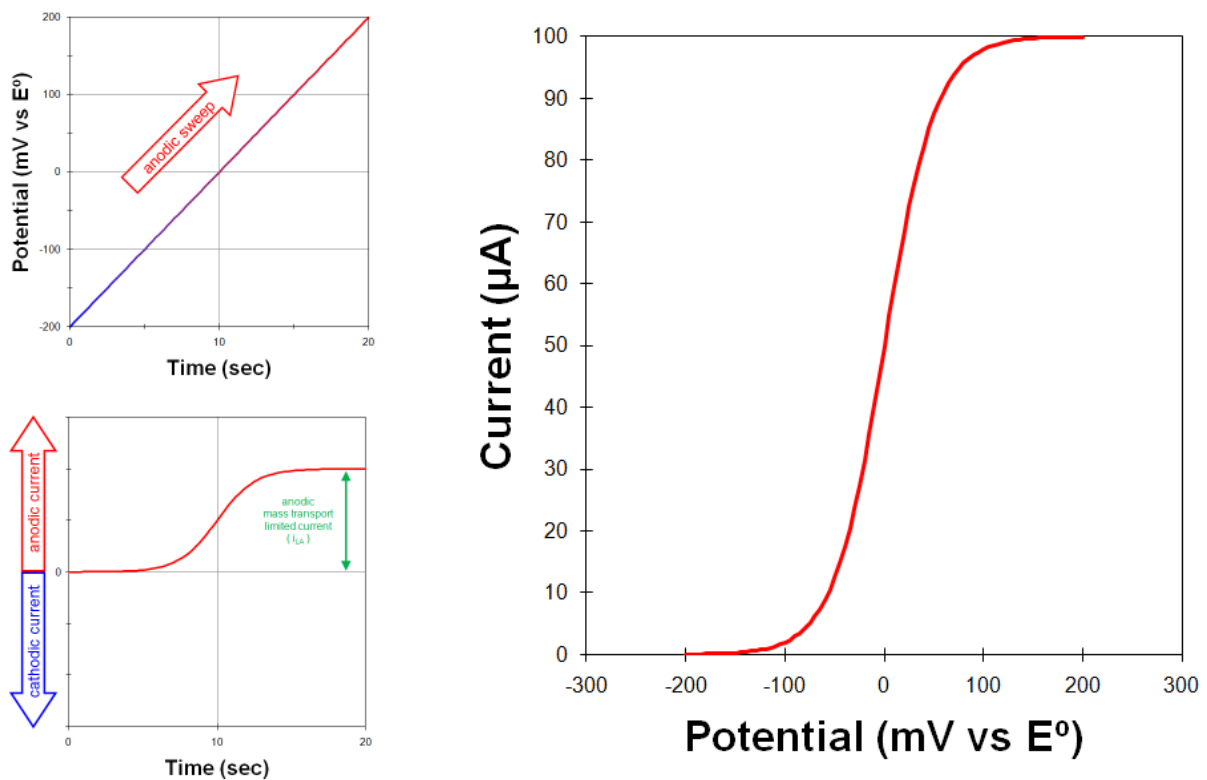 200
100
0
-100
-200
Potential (mV vs Eº)
anodic sweep
0
10
20
Time (sec)
anodic current
cathodic current
0
anodic
mass transport
limited current
( iLA )
0
10
20
Time (sec)
100
90
80
70
60
50
40
30
20
10
0
Current (µA)
-300
-200
-100
0
100
200
300
Potential (mV vs Eº)